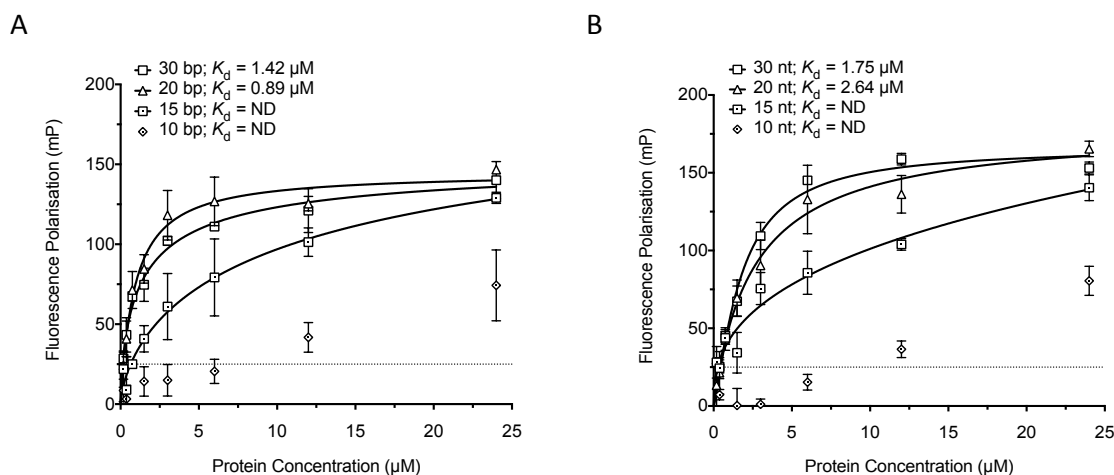 A
30 bp; Kd = 1.42 µM
20 bp; Kd = 0.89 µM
15 bp; Kd = ND
10 bp; Kd = ND
200
150
100
50
0
0 5 10 15 20 25
Fluorescence Polarisation (mP)
Protein Concentration (µM)
B
30 nt; Kd = 1.75 µM
20 nt; Kd = 2.64 µM
15 nt; Kd = ND
10 nt; Kd = ND
200
150
100
50
0
0 5 10 15 20 25
Fluorescence Polarisation (mP)
Protein Concentration (µM)